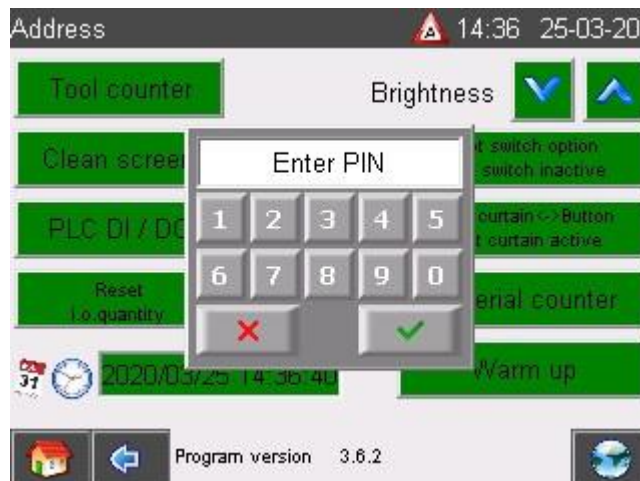 Address 14:36 25-03-20
Tool counter
Brightness
Clean scree
Enter PIN
t switch option
switch inactive
PLC DI / DO
1 2 3 4 5
curtain<->Button
t curtain active
Reset
i.o.quantity
6 7 8 9 0
erial counter
31
2020/03/25 14:36:40
Warm up
Program version 3.6.2